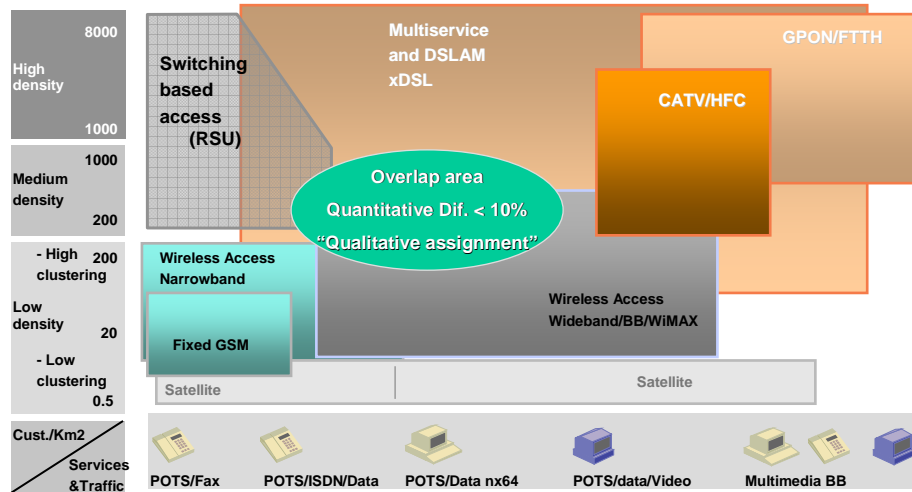 8000
High
density
1000
1000
Medium
density
200
- High
clustering
200
Low
density
20
- Low
clustering
0.5
Cust./Km2
Services
&Traffic
Switching
based
access
(RSU)
Multiservice
and DSLAM
xDSL
GPON/FTTH
CATV/HFC
Overlap area
Quantitative Dif. < 10%
“Qualitative assignment”
Wireless Access
Narrowband
Fixed GSM
Wireless Access
Wideband/BB/WiMAX
Satellite
Satellite
POTS/Fax
POTS/ISDN/Data
POTS/Data nx64
POTS/data/Video
Multimedia BB